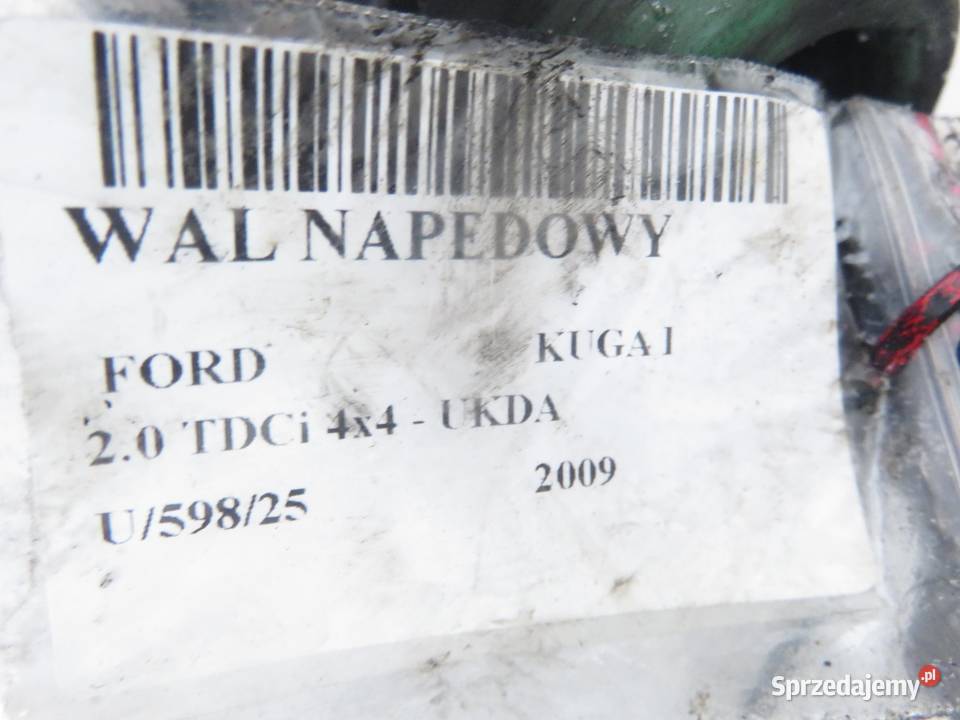 WAL NAPEDOWY
FORD KUGA I
2.0 TDCi 4x4 - UKDA
U/598/25 2009
Sprzedajemy.pl